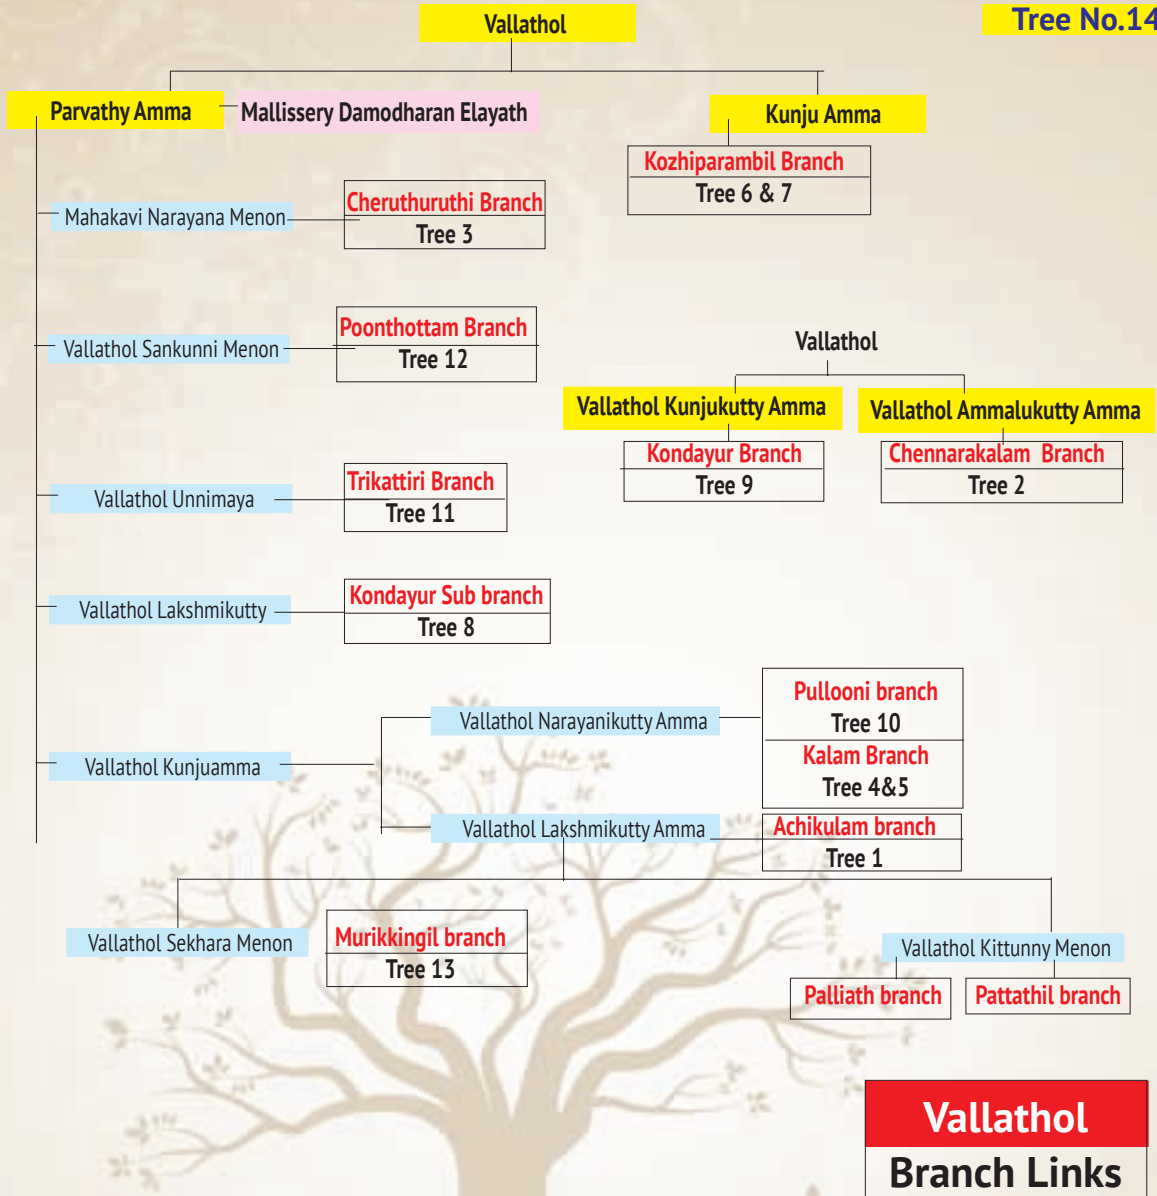 Tree No.14
Vallathol
Parvathy Amma
Mallissery Damodharan Elayath
Kunju Amma
Kozhiparambil Branch
Tree 6 & 7
Mahakavi Narayana Menon
Cheruthuruthi Branch
Tree 3
Vallathol Sankunni Menon
Poonthottam Branch
Tree 12
Vallathol
Vallathol Kunjukutty Amma
Vallathol Ammalukutty Amma
Kondayur Branch
Tree 9
Chennarakalam Branch
Tree 2
Vallathol Unnimaya
Trikattiri Branch
Tree 11
Vallathol Lakshmikutty
Kondayur Sub branch
Tree 8
Vallathol Kunjuamma
Vallathol Narayanikutty Amma
Pullooni branch
Tree 10
Kalam Branch
Tree 4&5
Vallathol Lakshmikutty Amma
Achikulam branch
Tree 1
Vallathol Sekhara Menon
Murikkingil branch
Tree 13
Vallathol Kittunny Menon
Palliath branch
Pattathil branch
Vallathol
Branch Links